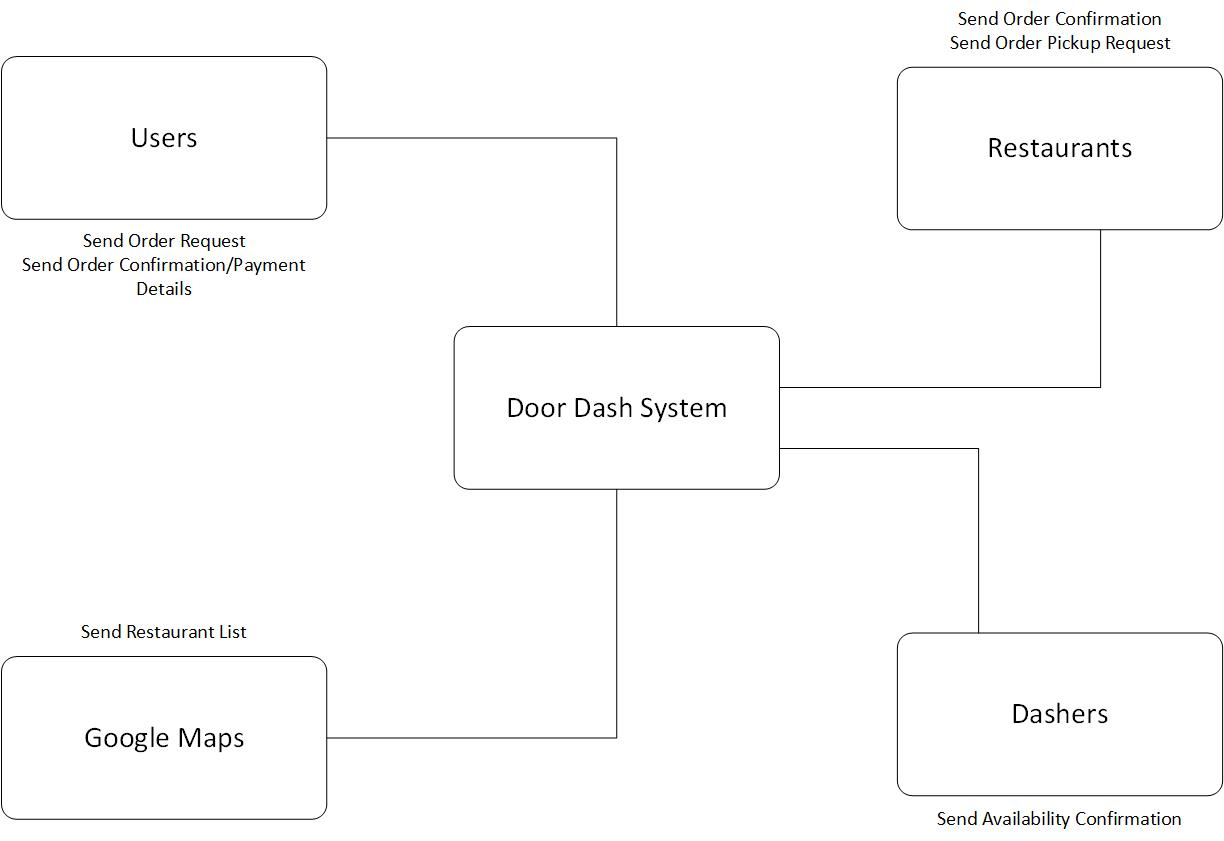 Send Order Confirmation
Send Order Pickup Request
Users
Restaurants
Send Order Request
Send Order Confirmation/Payment
Details
Door Dash System
Send Restaurant List
Google Maps
Dashers
Send Availability Confirmation